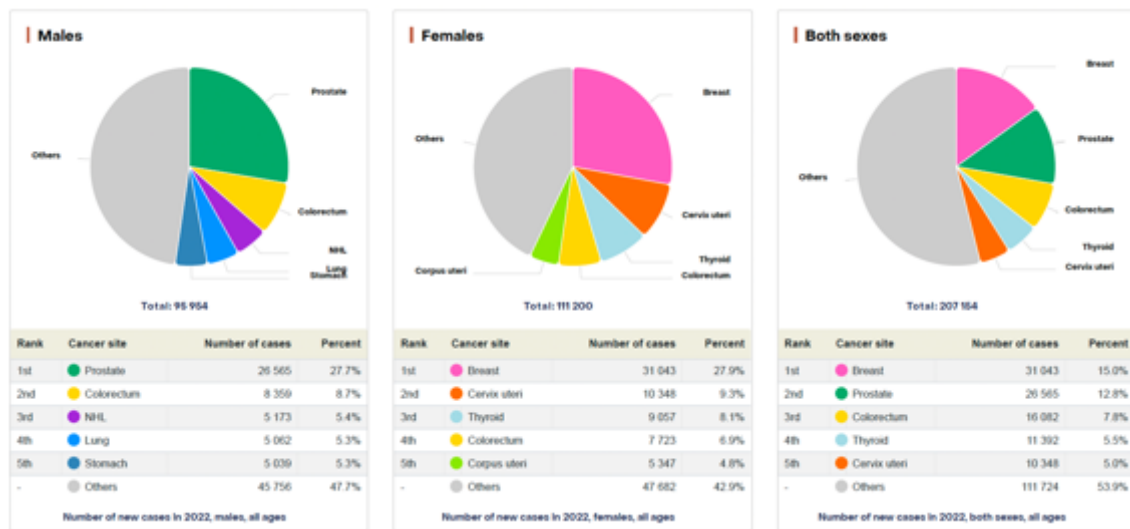 Males
Prostate
Others
Colorectum
NHL
Lung
Stomach
Total: 95 954
Rank Cancer site Number of cases Percent
1st Prostate 26 565 27.7%
2nd Colorectum 8 359 8.7%
3rd NHL 5 173 5.4%
4th Lung 5 062 5.3%
5th Stomach 5 039 5.3%
- Others 45 756 47.7%
Number of new cases in 2022, males, all ages
Females
Breast
Others
Cervix uteri
Thyroid
Corpus uteri
Colorectum
Total: 111 200
Rank Cancer site Number of cases Percent
1st Breast 31 043 27.9%
2nd Cervix uteri 10 348 9.3%
3rd Thyroid 9 057 8.1%
4th Colorectum 7 723 6.9%
5th Corpus uteri 5 347 4.8%
- Others 47 682 42.9%
Number of new cases in 2022, females, all ages
Both sexes
Breast
Prostate
Others
Colorectum
Thyroid
Cervix uteri
Total: 207 154
Rank Cancer site Number of cases Percent
1st Breast 31 043 15.0%
2nd Prostate 26 565 12.8%
3rd Colorectum 16 082 7.8%
4th Thyroid 11 392 5.5%
5th Cervix uteri 10 348 5.0%
- Others 111 724 53.9%
Number of new cases in 2022, both sexes, all ages